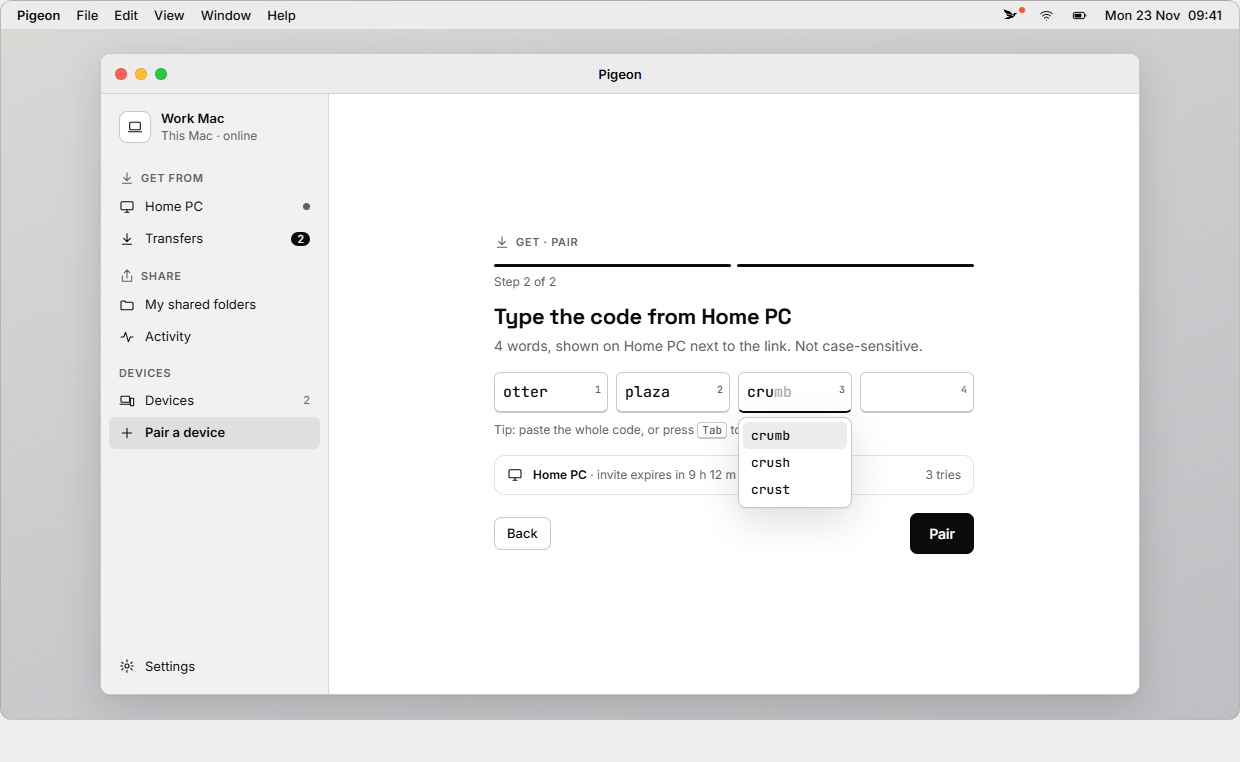 Pigeon File Edit View Window Help Mon 23 Nov 09:41
Pigeon
Work Mac
This Mac · online
GET FROM
Home PC
Transfers 2
SHARE
My shared folders
Activity
DEVICES
Devices 2
Pair a device
Settings
GET · PAIR
Step 2 of 2
Type the code from Home PC
4 words, shown on Home PC next to the link. Not case-sensitive.
otter 1 plaza 2 crumb 3 4
Tip: paste the whole code, or press Tab
crumb
crush
crust
Home PC · invite expires in 9 h 12 m 3 tries
Back Pair